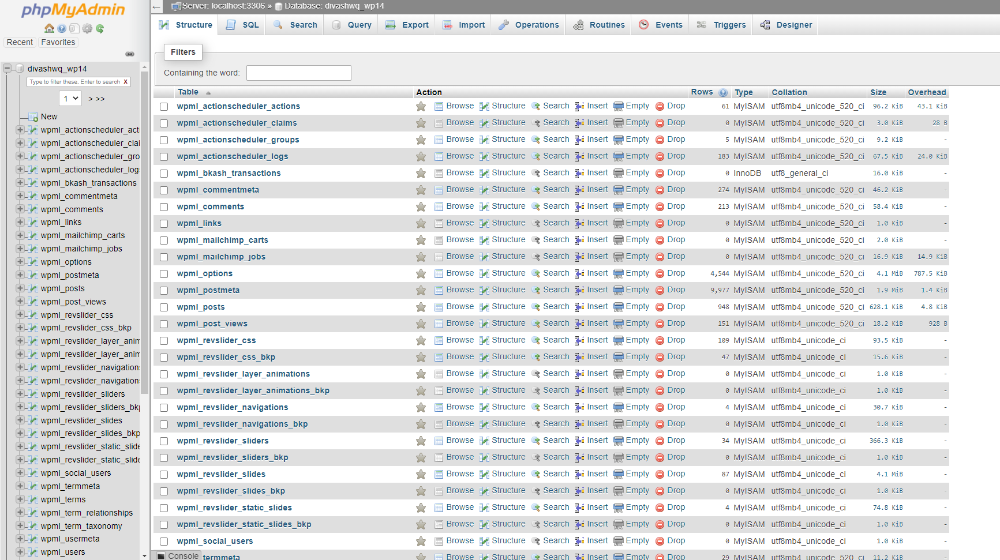 phpMyAdmin
Recent Favorites
divashwq_wp14
Type to filter these, Enter to search X
1 > >>
New
wpml_actionscheduler_act
wpml_actionscheduler_clai
wpml_actionscheduler_gro
wpml_actionscheduler_log
wpml_bkash_transactions
wpml_commentmeta
wpml_comments
wpml_links
wpml_mailchimp_carts
wpml_mailchimp_jobs
wpml_options
wpml_postmeta
wpml_posts
wpml_post_views
wpml_revslider_css
wpml_revslider_css_bkp
wpml_revslider_layer_anim
wpml_revslider_layer_anim
wpml_revslider_navigation
wpml_revslider_navigation
wpml_revslider_sliders
wpml_revslider_sliders_bkp
wpml_revslider_slides
wpml_revslider_slides_bkp
wpml_revslider_static_slide
wpml_revslider_static_slide
wpml_social_users
wpml_termmeta
wpml_terms
wpml_term_relationships
wpml_term_taxonomy
wpml_usermeta
wpml_users
← Server: localhost:3306 » Database: divashwq_wp14
Structure SQL Search Query Export Import Operations Routines Events Triggers Designer
Filters
Containing the word:
Table Action Rows Type Collation Size Overhead
wpml_actionscheduler_actions Browse Structure Search Insert Empty Drop 61 MyISAM utf8mb4_unicode_520_ci 96.2 KiB 43.1 KiB
wpml_actionscheduler_claims Browse Structure Search Insert Empty Drop 0 MyISAM utf8mb4_unicode_520_ci 3.0 KiB 28 B
wpml_actionscheduler_groups Browse Structure Search Insert Empty Drop 5 MyISAM utf8mb4_unicode_520_ci 9.2 KiB -
wpml_actionscheduler_logs Browse Structure Search Insert Empty Drop 183 MyISAM utf8mb4_unicode_520_ci 67.5 KiB 24.0 KiB
wpml_bkash_transactions Browse Structure Search Insert Empty Drop 0 InnoDB utf8_general_ci 16.0 KiB -
wpml_commentmeta Browse Structure Search Insert Empty Drop 274 MyISAM utf8mb4_unicode_520_ci 46.2 KiB -
wpml_comments Browse Structure Search Insert Empty Drop 213 MyISAM utf8mb4_unicode_520_ci 58.4 KiB -
wpml_links Browse Structure Search Insert Empty Drop 0 MyISAM utf8mb4_unicode_520_ci 1.0 KiB -
wpml_mailchimp_carts Browse Structure Search Insert Empty Drop 0 MyISAM utf8mb4_unicode_520_ci 2.0 KiB -
wpml_mailchimp_jobs Browse Structure Search Insert Empty Drop 0 MyISAM utf8mb4_unicode_520_ci 16.9 KiB 14.9 KiB
wpml_options Browse Structure Search Insert Empty Drop 4,544 MyISAM utf8mb4_unicode_520_ci 4.1 MiB 787.5 KiB
wpml_postmeta Browse Structure Search Insert Empty Drop 9,977 MyISAM utf8mb4_unicode_520_ci 1.9 MiB 1.4 KiB
wpml_posts Browse Structure Search Insert Empty Drop 948 MyISAM utf8mb4_unicode_520_ci 628.1 KiB 4.8 KiB
wpml_post_views Browse Structure Search Insert Empty Drop 151 MyISAM utf8mb4_unicode_520_ci 18.2 KiB 928 B
wpml_revslider_css Browse Structure Search Insert Empty Drop 109 MyISAM utf8mb4_unicode_ci 93.5 KiB -
wpml_revslider_css_bkp Browse Structure Search Insert Empty Drop 47 MyISAM utf8mb4_unicode_ci 15.6 KiB -
wpml_revslider_layer_animations Browse Structure Search Insert Empty Drop 0 MyISAM utf8mb4_unicode_ci 1.0 KiB -
wpml_revslider_layer_animations_bkp Browse Structure Search Insert Empty Drop 0 MyISAM utf8mb4_unicode_ci 1.0 KiB -
wpml_revslider_navigations Browse Structure Search Insert Empty Drop 4 MyISAM utf8mb4_unicode_ci 30.7 KiB -
wpml_revslider_navigations_bkp Browse Structure Search Insert Empty Drop 0 MyISAM utf8mb4_unicode_ci 1.0 KiB -
wpml_revslider_sliders Browse Structure Search Insert Empty Drop 34 MyISAM utf8mb4_unicode_ci 366.3 KiB -
wpml_revslider_sliders_bkp Browse Structure Search Insert Empty Drop 0 MyISAM utf8mb4_unicode_ci 1.0 KiB -
wpml_revslider_slides Browse Structure Search Insert Empty Drop 87 MyISAM utf8mb4_unicode_ci 4.1 MiB -
wpml_revslider_slides_bkp Browse Structure Search Insert Empty Drop 0 MyISAM utf8mb4_unicode_ci 1.0 KiB -
wpml_revslider_static_slides Browse Structure Search Insert Empty Drop 4 MyISAM utf8mb4_unicode_ci 74.8 KiB -
wpml_revslider_static_slides_bkp Browse Structure Search Insert Empty Drop 0 MyISAM utf8mb4_unicode_ci 1.0 KiB -
wpml_social_users Browse Structure Search Insert Empty Drop 0 MyISAM utf8mb4_unicode_ci 1.0 KiB -
termmeta Browse Structure Search Insert Empty Drop 29 MyISAM utf8mb4_unicode_520_ci 11.2 KiB -
Console